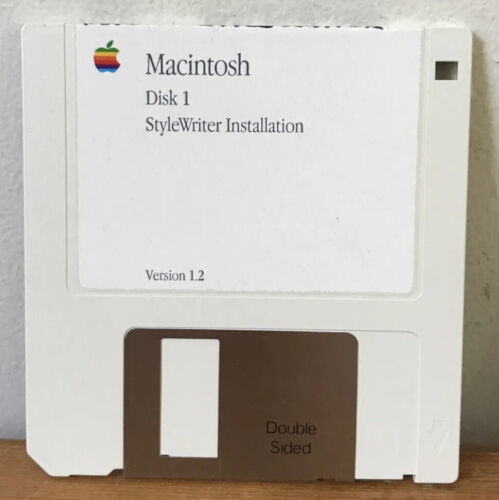 Macintosh
Disk 1
StyleWriter Installation
Version 1.2
Double
Sided